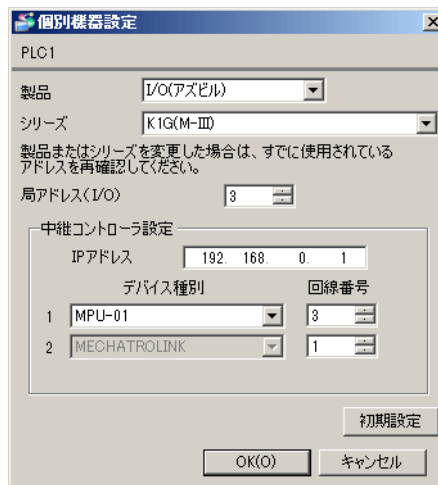 個別機器設定
PLC1
製品 I/O(アズビル)
シリーズ K1G(M-Ⅲ)
製品またはシリーズを変更した場合は、すでに使用されている
アドレスを再確認してください。
局アドレス(I/O) 3
中継コントローラ設定
IPアドレス 192. 168. 0. 1
デバイス種別 回線番号
1 MPU-01 3
2 MECHATROLINK 1
初期設定
OK(O) キャンセル